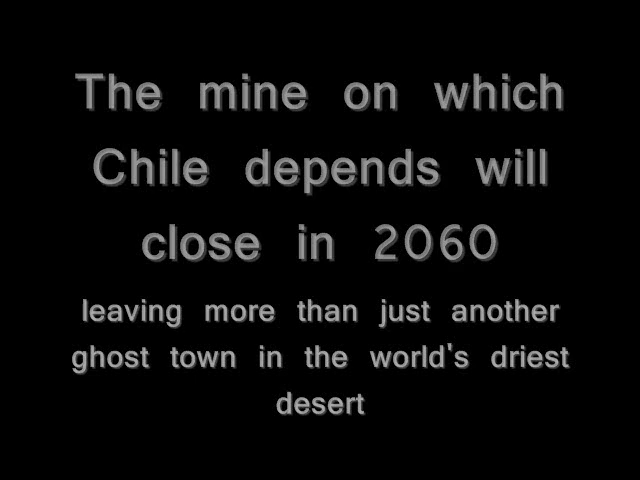 The mine on which
Chile depends will
close in 2060
leaving more than just another
ghost town in the world's driest
desert